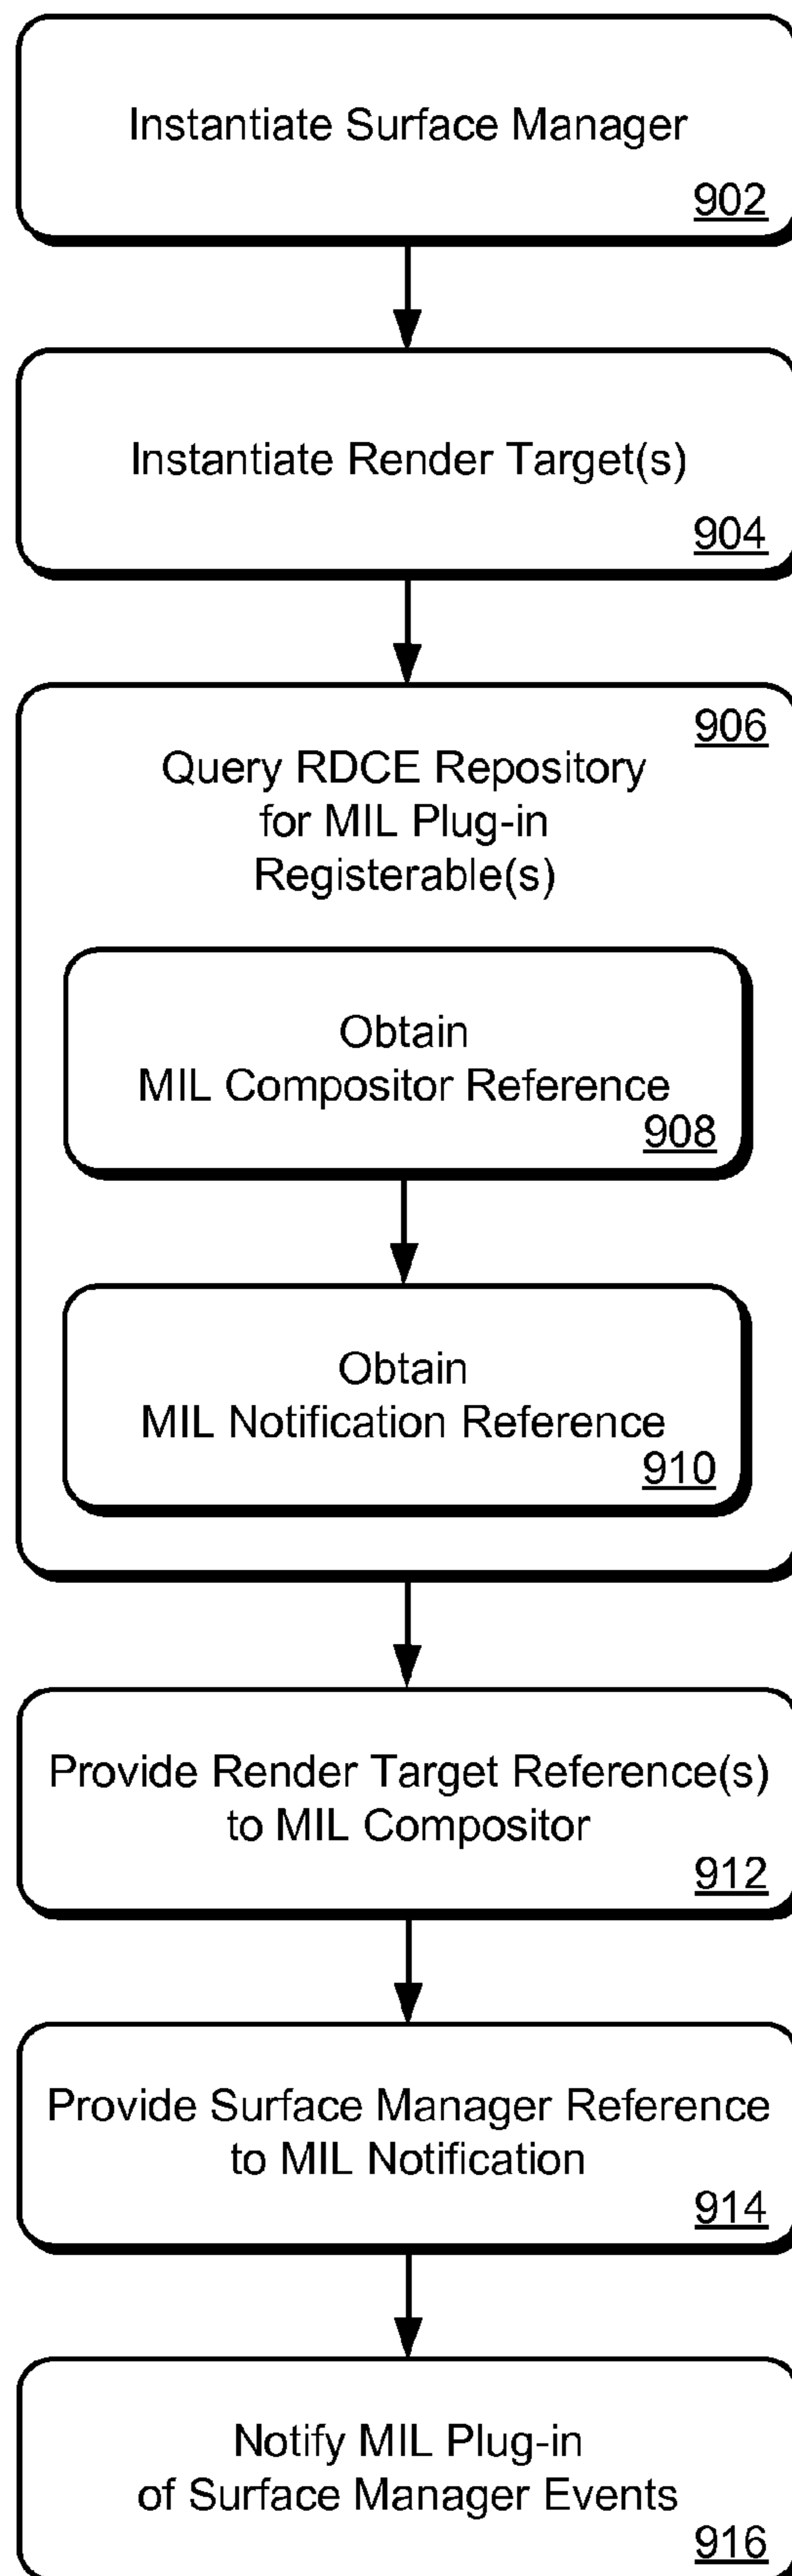 Instantiate Surface Manager
902
Instantiate Render Target(s)
904
906
Query RDCE Repository
for MIL Plug-in
Registerable(s)
Obtain
MIL Compositor Reference
908
Obtain
MIL Notification Reference
910
Provide Render Target Reference(s)
to MIL Compositor
912
Provide Surface Manager Reference
to MIL Notification
914
Notify MIL Plug-in
of Surface Manager Events
916